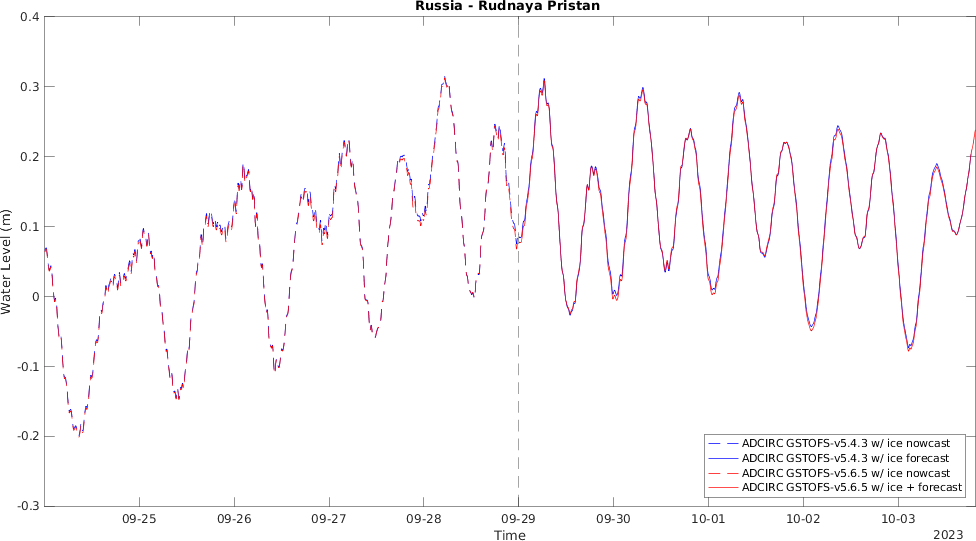 Russia - Rudnaya Pristan
0.4
0.3
0.2
0.1
0
-0.1
-0.2
-0.3
Water Level (m)
09-25
09-26
09-27
09-28
09-29
09-30
10-01
10-02
10-03
Time
2023
ADCIRC GSTOFS-v5.4.3 w/ ice nowcast
ADCIRC GSTOFS-v5.4.3 w/ ice forecast
ADCIRC GSTOFS-v5.6.5 w/ ice nowcast
ADCIRC GSTOFS-v5.6.5 w/ ice + forecast